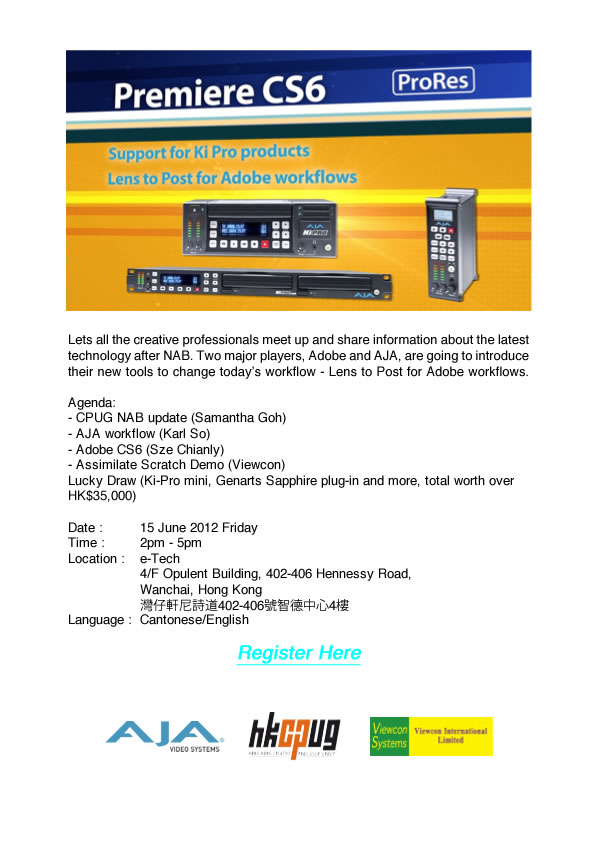 Premiere CS6
ProRes
Support for Ki Pro products
Lens to Post for Adobe workflows
AJA
KiPRO
AJA
Lets all the creative professionals meet up and share information about the latest
technology after NAB. Two major players, Adobe and AJA, are going to introduce
their new tools to change today's workflow - Lens to Post for Adobe workflows.
Agenda:
- CPUG NAB update (Samantha Goh)
- AJA workflow (Karl So)
- Adobe CS6 (Sze Chianly)
- Assimilate Scratch Demo (Viewcon)
Lucky Draw (Ki-Pro mini, Genarts Sapphire plug-in and more, total worth over
HK$35,000)
Date : 15 June 2012 Friday
Time : 2pm - 5pm
Location : e-Tech
4/F Opulent Building, 402-406 Hennessy Road,
Wanchai, Hong Kong
灣仔軒尼詩道402-406號智德中心4樓
Language : Cantonese/English
Register Here
AJA
VIDEO SYSTEMS
hkcpug
Viewcon
Systems
Viewcon International
Limited